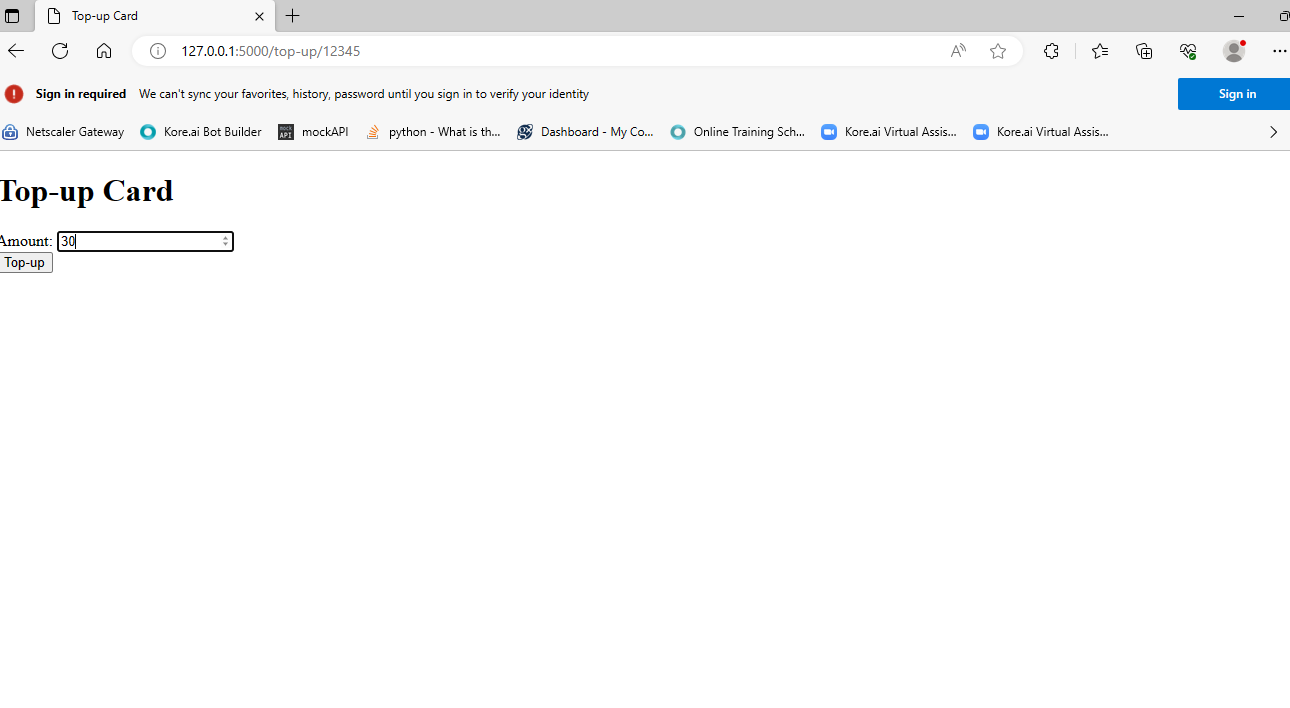 Top-up Card
127.0.0.1:5000/top-up/12345
Sign in required We can't sync your favorites, history, password until you sign in to verify your identity Sign in
Netscaler Gateway Kore.ai Bot Builder mock API mockAPI python - What is th... Dashboard - My Co... Online Training Sch... Kore.ai Virtual Assis... Kore.ai Virtual Assis...
Top-up Card
Amount: 30
Top-up